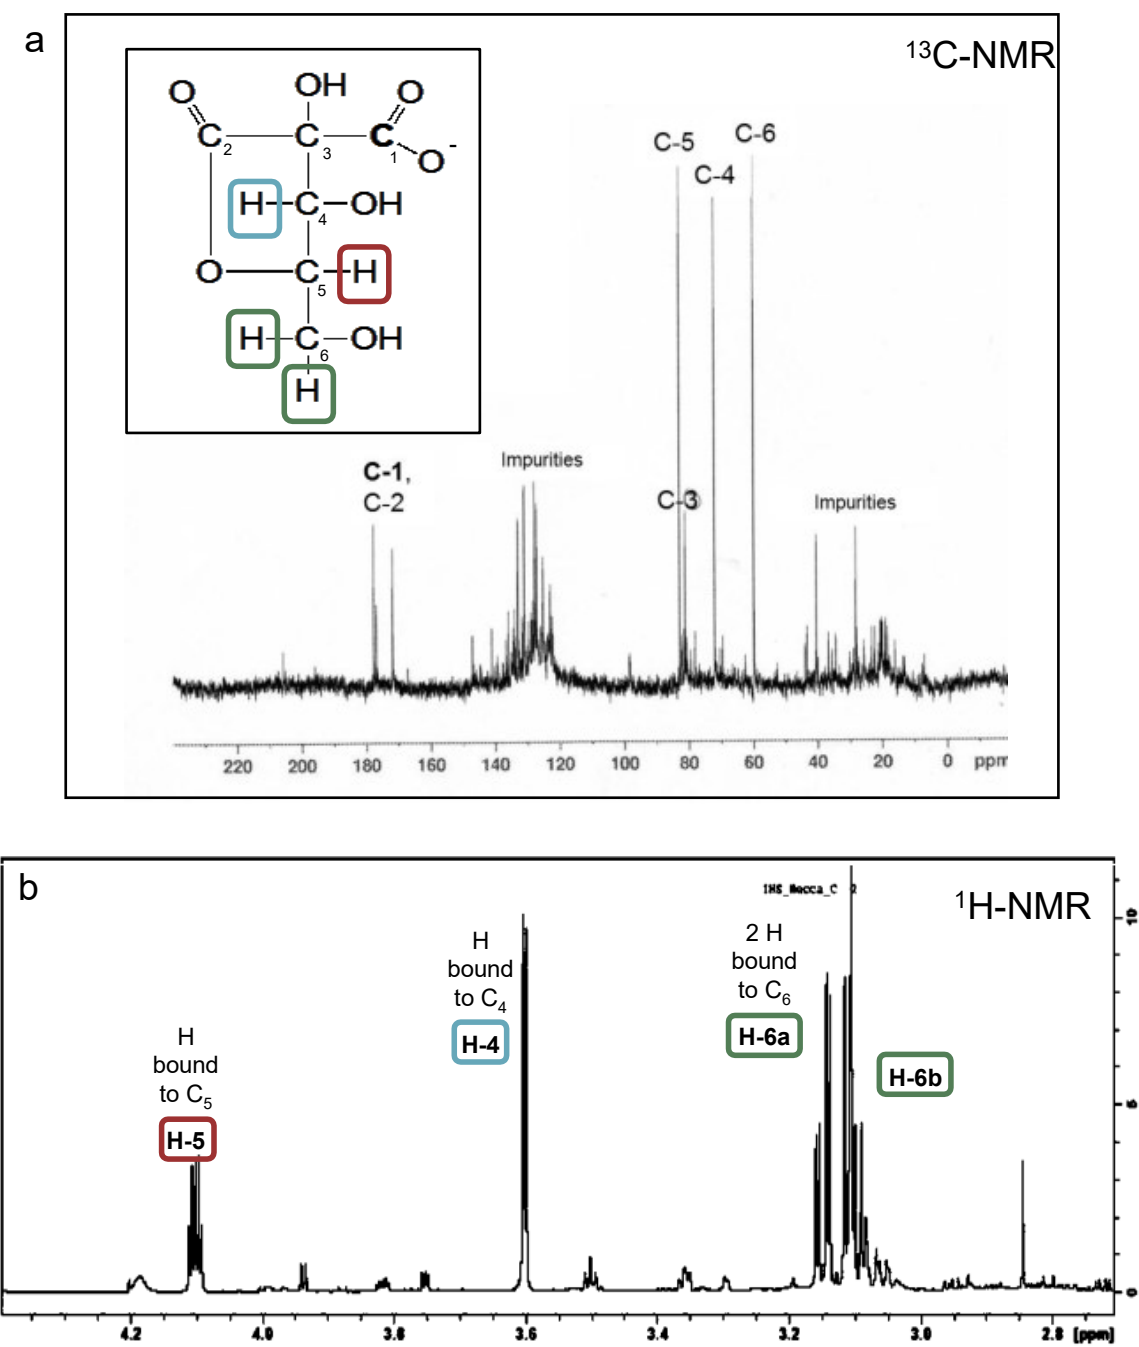 a
13C-NMR
O
OH
O
C2
C3
C1
O-
H
C4
OH
O
C5
H
H
C6
OH
H
C-5
C-6
C-4
C-1,
C-2
Impurities
C-3
Impurities
220 200 180 160 140 120 100 80 60 40 20 0 ppm
b
1H-NMR
H
bound
to C5
H-5
H
bound
to C4
H-4
2 H
bound
to C6
H-6a
H-6b
10
5
0
4.2 4.0 3.8 3.6 3.4 3.2 3.0 2.8 [ppm]